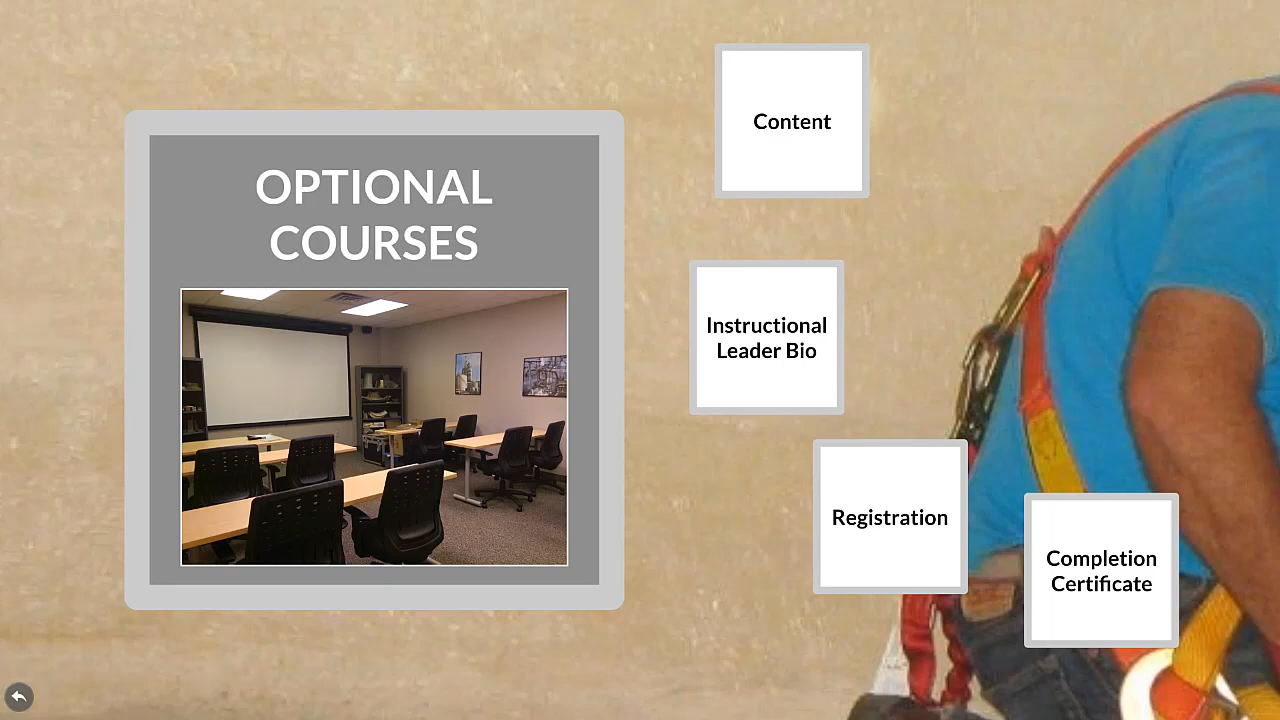 OPTIONAL
COURSES
Content
Instructional
Leader Bio
Registration
Completion
Certificate